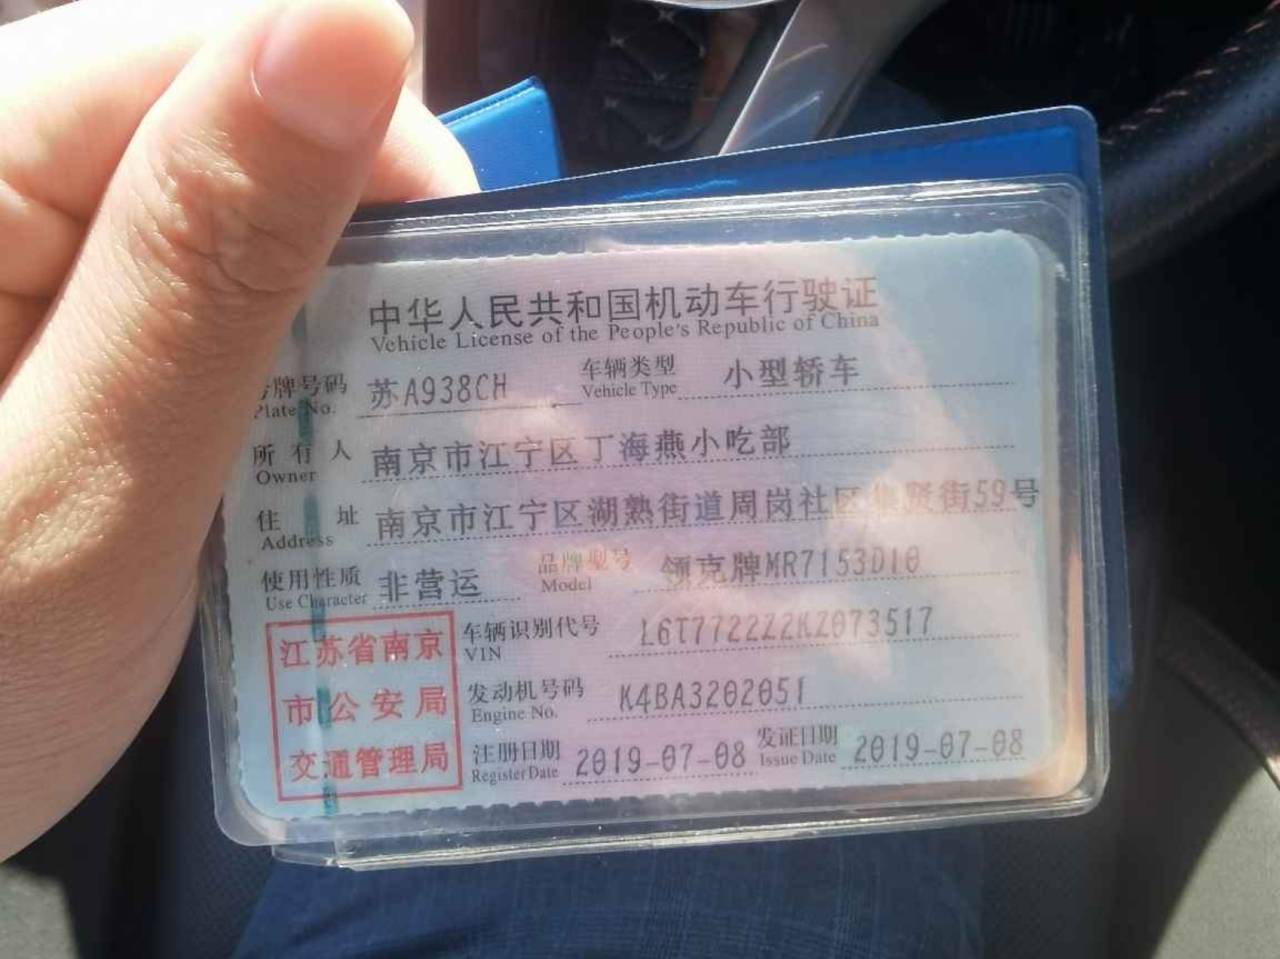 中华人民共和国机动车行驶证
Vehicle License of the People's Republic of China
号牌号码 苏A938CH 车辆类型 小型轿车
Plate No. Vehicle Type
所有人 南京市江宁区丁海燕小吃部
Owner
住址 南京市江宁区湖熟街道周岗社区集贤街59号
Address
使用性质 非营运 品牌型号 领克牌MR7153D10
Use Character Model
江苏省南京
市公安局
交通管理局
车辆识别代号 L6T7722Z2KZ073517
VIN
发动机号码 K4BA3202051
Engine No.
注册日期 2019-07-08 发证日期 2019-07-08
Register Date Issue Date